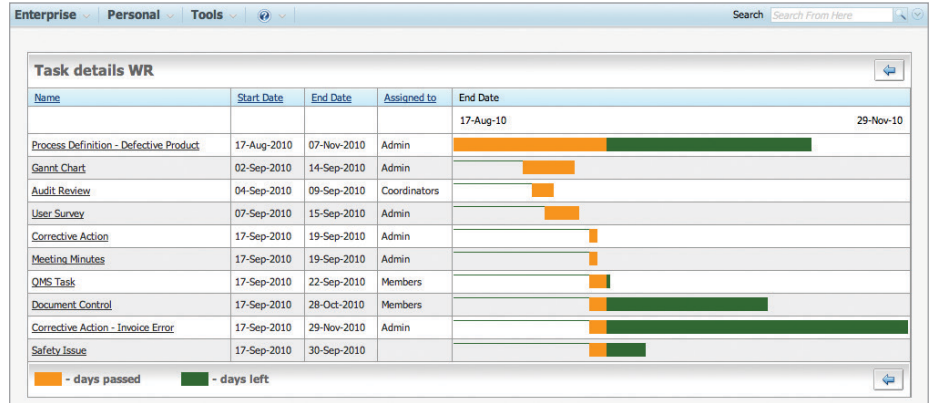 Enterprise Personal Tools Search Search From Here
Task details WR
Name Start Date End Date Assigned to End Date
17-Aug-10 29-Nov-10
Process Definition - Defective Product 17-Aug-2010 07-Nov-2010 Admin
Gannt Chart 02-Sep-2010 14-Sep-2010 Admin
Audit Review 04-Sep-2010 09-Sep-2010 Coordinators
User Survey 07-Sep-2010 15-Sep-2010 Admin
Corrective Action 17-Sep-2010 19-Sep-2010 Admin
Meeting Minutes 17-Sep-2010 19-Sep-2010 Admin
QMS Task 17-Sep-2010 22-Sep-2010 Members
Document Control 17-Sep-2010 28-Oct-2010 Members
Corrective Action - Invoice Error 17-Sep-2010 29-Nov-2010 Admin
Safety Issue 17-Sep-2010 30-Sep-2010
- days passed - days left